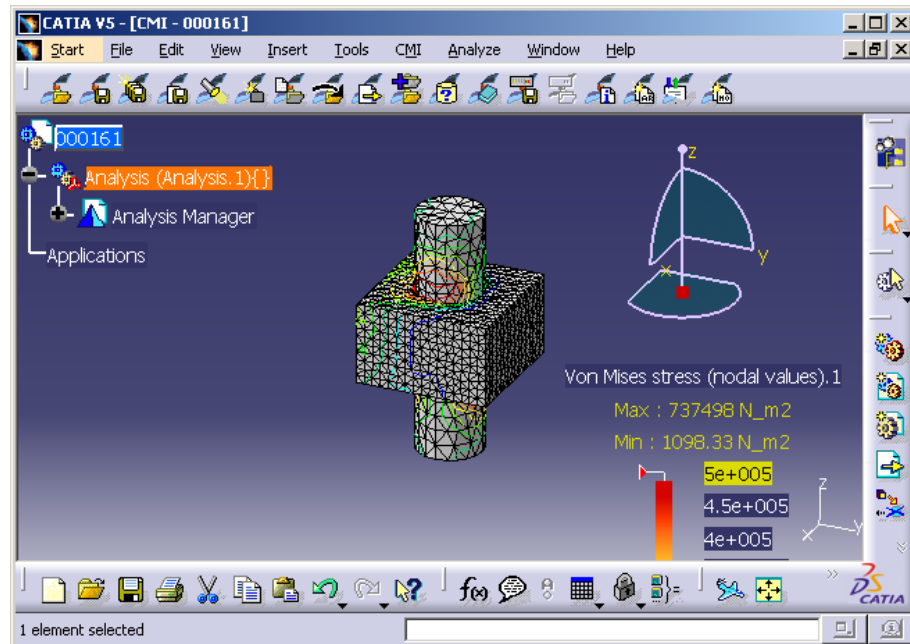 CATIA V5 - [CMI - 000161]
Start File Edit View Insert Tools CMI Analyze Window Help
000161
Analysis (Analysis.1){}
Analysis Manager
Applications
z
y
x
Von Mises stress (nodal values).1
Max : 737498 N_m2
Min : 1098.33 N_m2
5e+005
4.5e+005
4e+005
z
y
x
f(x)
CATIA
1 element selected